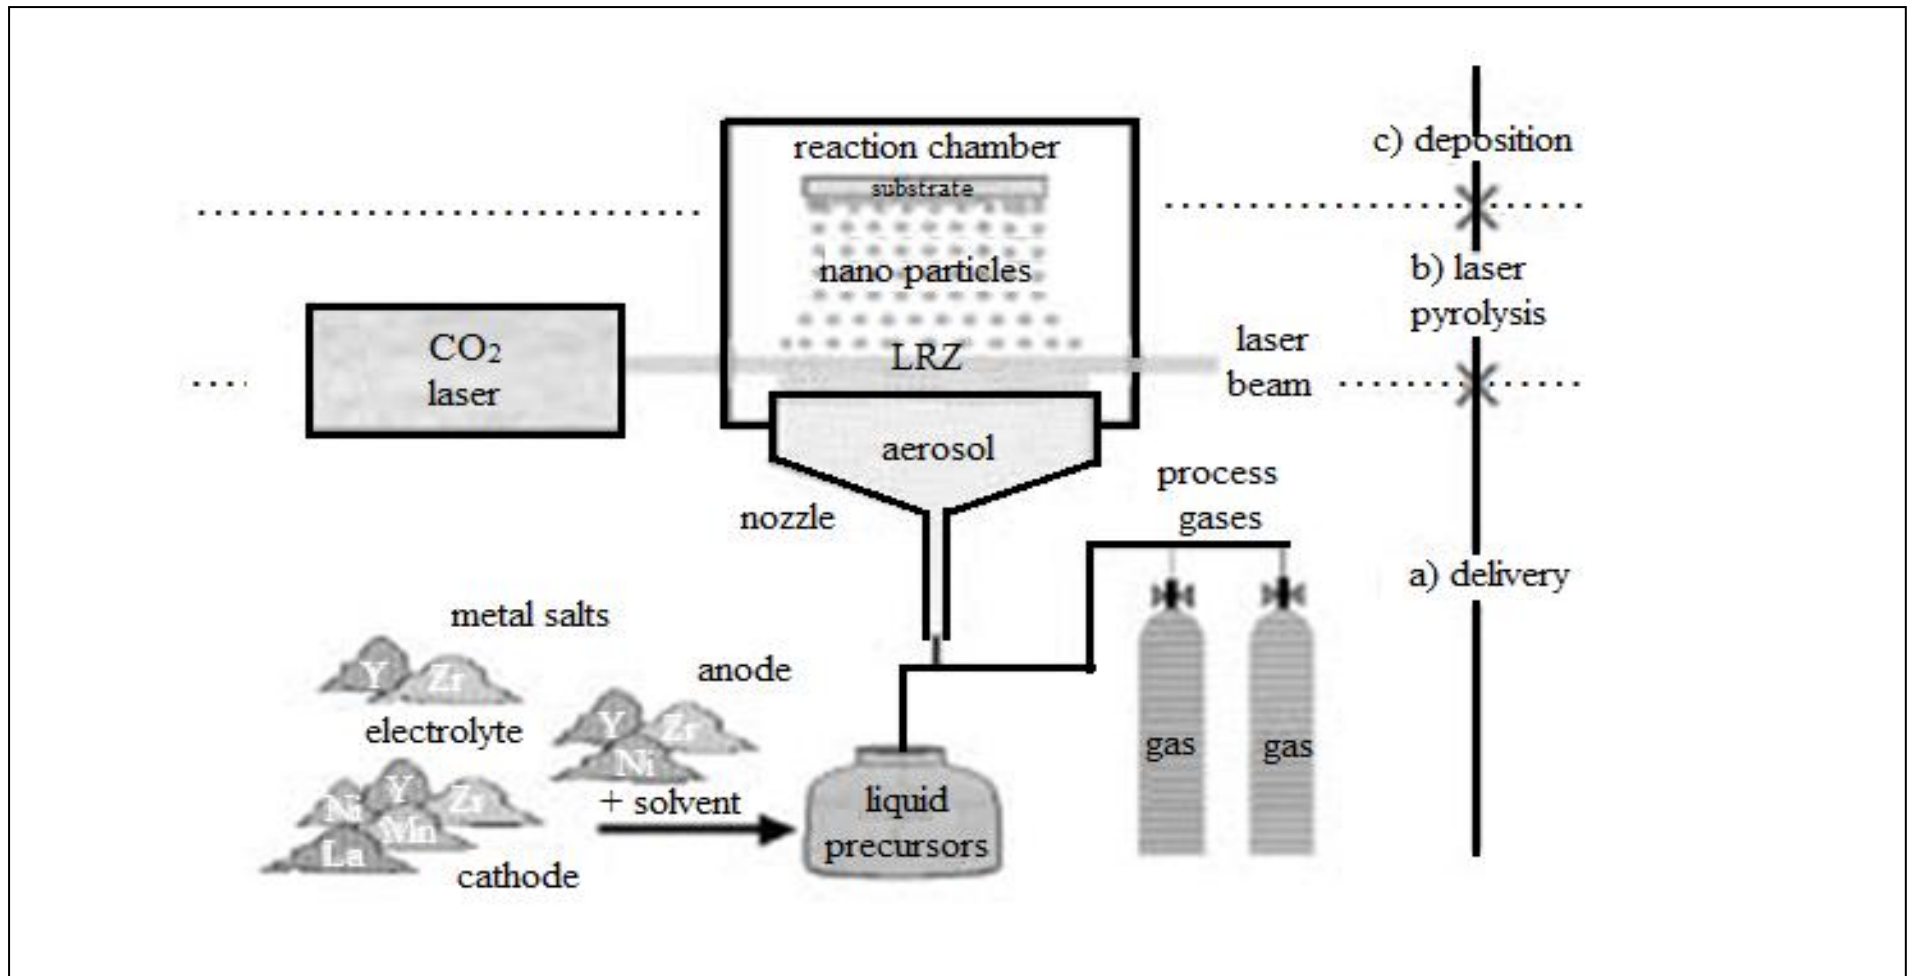 reaction chamber
substrate
nano particles
LRZ
CO₂
laser
laser
beam
aerosol
nozzle
process
gases
c) deposition
b) laser
pyrolysis
a) delivery
metal salts
Y Zr
electrolyte
anode
Y Zr
Ni
Ni Y Zr
Mn
La
cathode
+ solvent
liquid
precursors
gas
gas